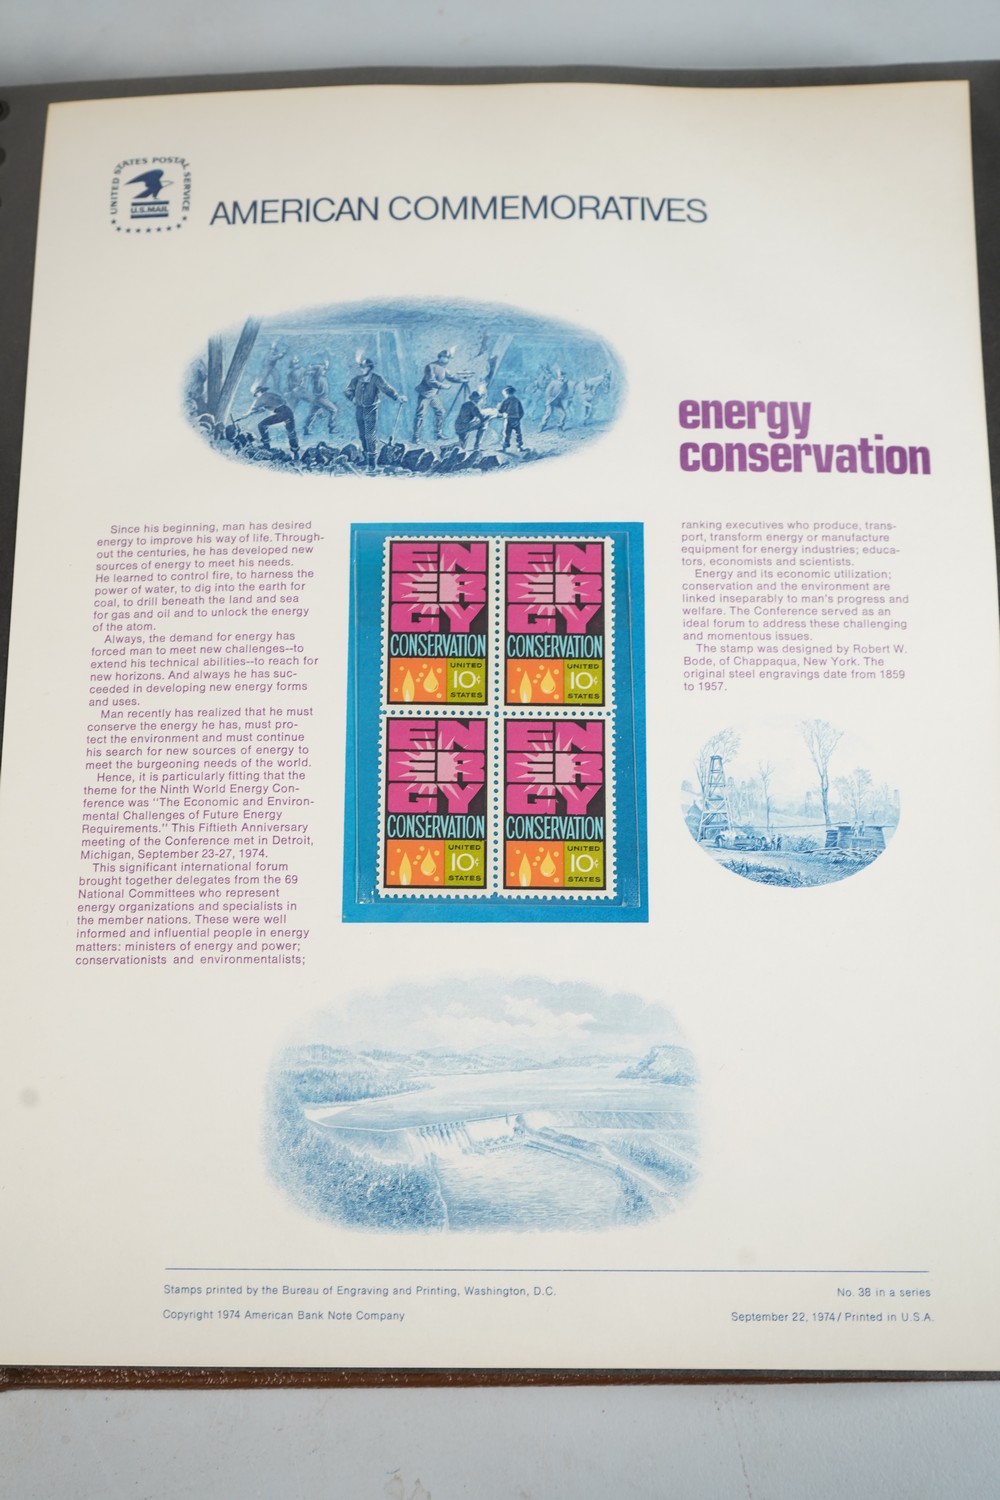 UNITED STATES POSTAL SERVICE
U.S. MAIL
AMERICAN COMMEMORATIVES
energy
conservation
Since his beginning, man has desired
energy to improve his way of life. Through-
out the centuries, he has developed new
sources of energy to meet his needs.
He learned to control fire, to harness the
power of water, to dig into the earth for
coal, to drill beneath the land and sea
for gas and oil and to unlock the energy
of the atom.
Always, the demand for energy has
forced man to meet new challenges--to
extend his technical abilities--to reach for
new horizons. And always he has suc-
ceeded in developing new energy forms
and uses.
Man recently has realized that he must
conserve the energy he has, must pro-
tect the environment and must continue
his search for new sources of energy to
meet the burgeoning needs of the world.
Hence, it is particularly fitting that the
theme for the Ninth World Energy Con-
ference was "The Economic and Environ-
mental Challenges of Future Energy
Requirements." This Fiftieth Anniversary
meeting of the Conference met in Detroit,
Michigan, September 23-27, 1974.
This significant international forum
brought together delegates from the 69
National Committees who represent
energy organizations and specialists in
the member nations. These were well
informed and influential people in energy
matters: ministers of energy and power;
conservationists and environmentalists;
ENERGY
CONSERVATION
UNITED
10¢
STATES
ENERGY
CONSERVATION
UNITED
10¢
STATES
ENERGY
CONSERVATION
UNITED
10¢
STATES
ENERGY
CONSERVATION
UNITED
10¢
STATES
ranking executives who produce, trans-
port, transform energy or manufacture
equipment for energy industries; educa-
tors, economists and scientists.
Energy and its economic utilization;
conservation and the environment are
linked inseparably to man's progress and
welfare. The Conference served as an
ideal forum to address these challenging
and momentous issues.
The stamp was designed by Robert W.
Bode, of Chappaqua, New York. The
original steel engravings date from 1859
to 1957.
Stamps printed by the Bureau of Engraving and Printing, Washington, D.C.
No. 38 in a series
Copyright 1974 American Bank Note Company
September 22, 1974/Printed in U.S.A.